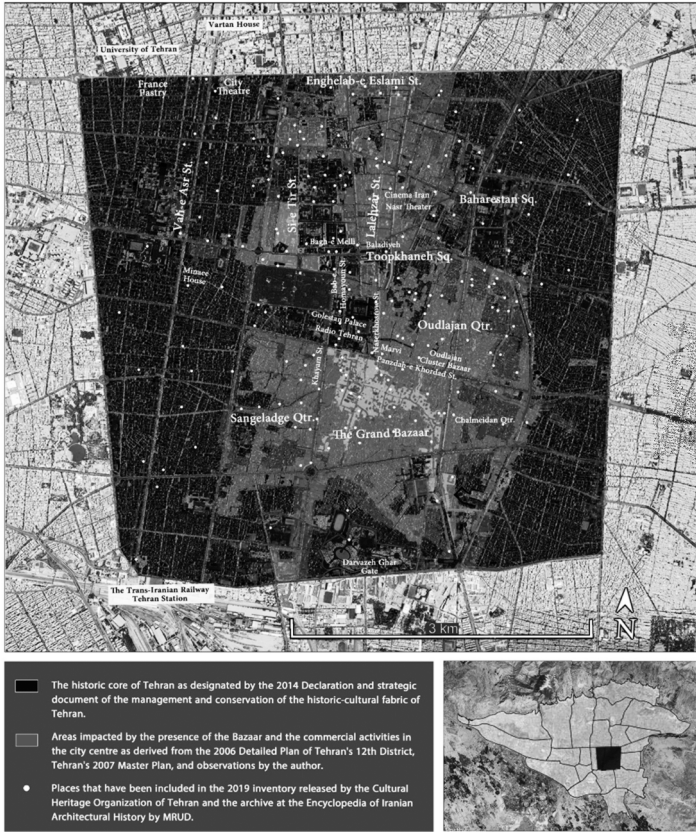 Vartan House
University of Tehran
France
Pastry
City
Theatre
Enghelab-e Eslami St.
Vali-e Asr St.
Si-e Tir St.
Lalehzar St.
Cinema Iran
Nasr Theater
Baharestan Sq.
Bagh-e Melli
Baladiyeh
Toopkhaneh Sq.
Minaee
House
Bab-e
Homayoun St.
Golestan Palace
Radio Tehran
Naserkhosrow St.
Oudlajan Qtr.
Marvi
Oudlajan
Cluster Bazaar
Panzdah-e Khordad St.
Khayam St.
Sangeladge Qtr.
The Grand Bazaar
Chalmeidan Qtr.
Darvazeh Ghar
Gate
The Trans-Iranian Railway
Tehran Station
3 km
N
The historic core of Tehran as designated by the 2014 Declaration and strategic
document of the management and conservation of the historic-cultural fabric of
Tehran.
Areas impacted by the presence of the Bazaar and the commercial activities in
the city centre as derived from the 2006 Detailed Plan of Tehran's 12th District,
Tehran's 2007 Master Plan, and observations by the author.
Places that have been included in the 2019 inventory released by the Cultural
Heritage Organization of Tehran and the archive at the Encyclopedia of Iranian
Architectural History by MRUD.